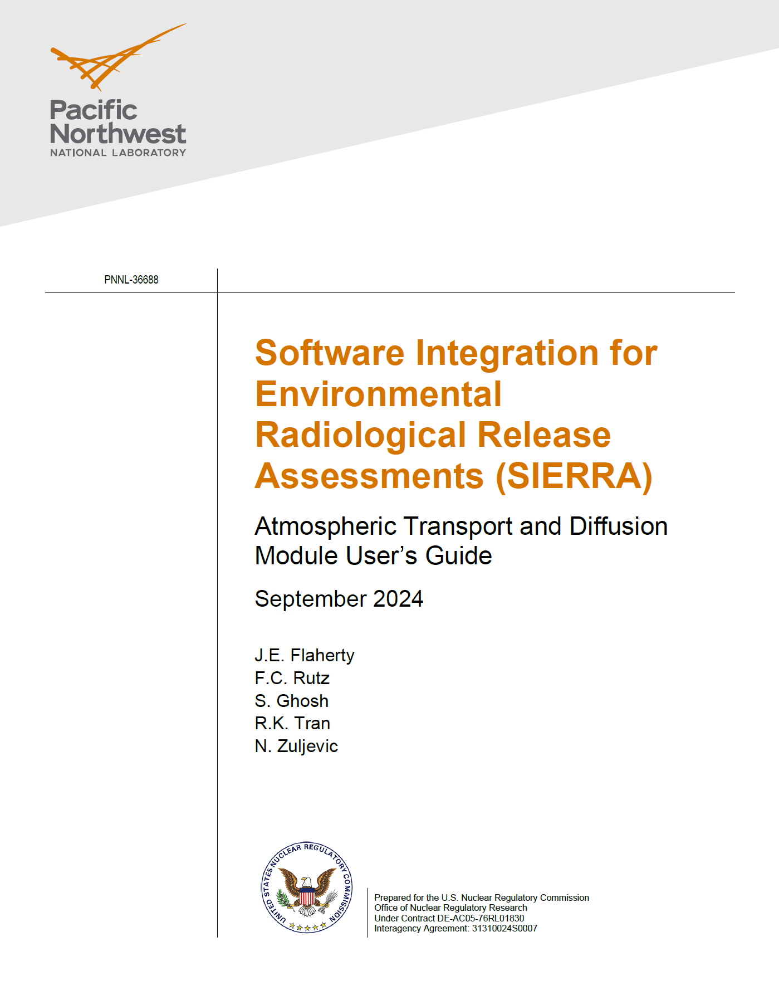 Pacific
Northwest
NATIONAL LABORATORY
PNNL-36688
Software Integration for
Environmental
Radiological Release
Assessments (SIERRA)
Atmospheric Transport and Diffusion
Module User’s Guide
September 2024
J.E. Flaherty
F.C. Rutz
S. Ghosh
R.K. Tran
N. Zuljevic
UNITED STATES NUCLEAR REGULATORY COMMISSION
Prepared for the U.S. Nuclear Regulatory Commission
Office of Nuclear Regulatory Research
Under Contract DE-AC05-76RL01830
Interagency Agreement: 31310024S0007